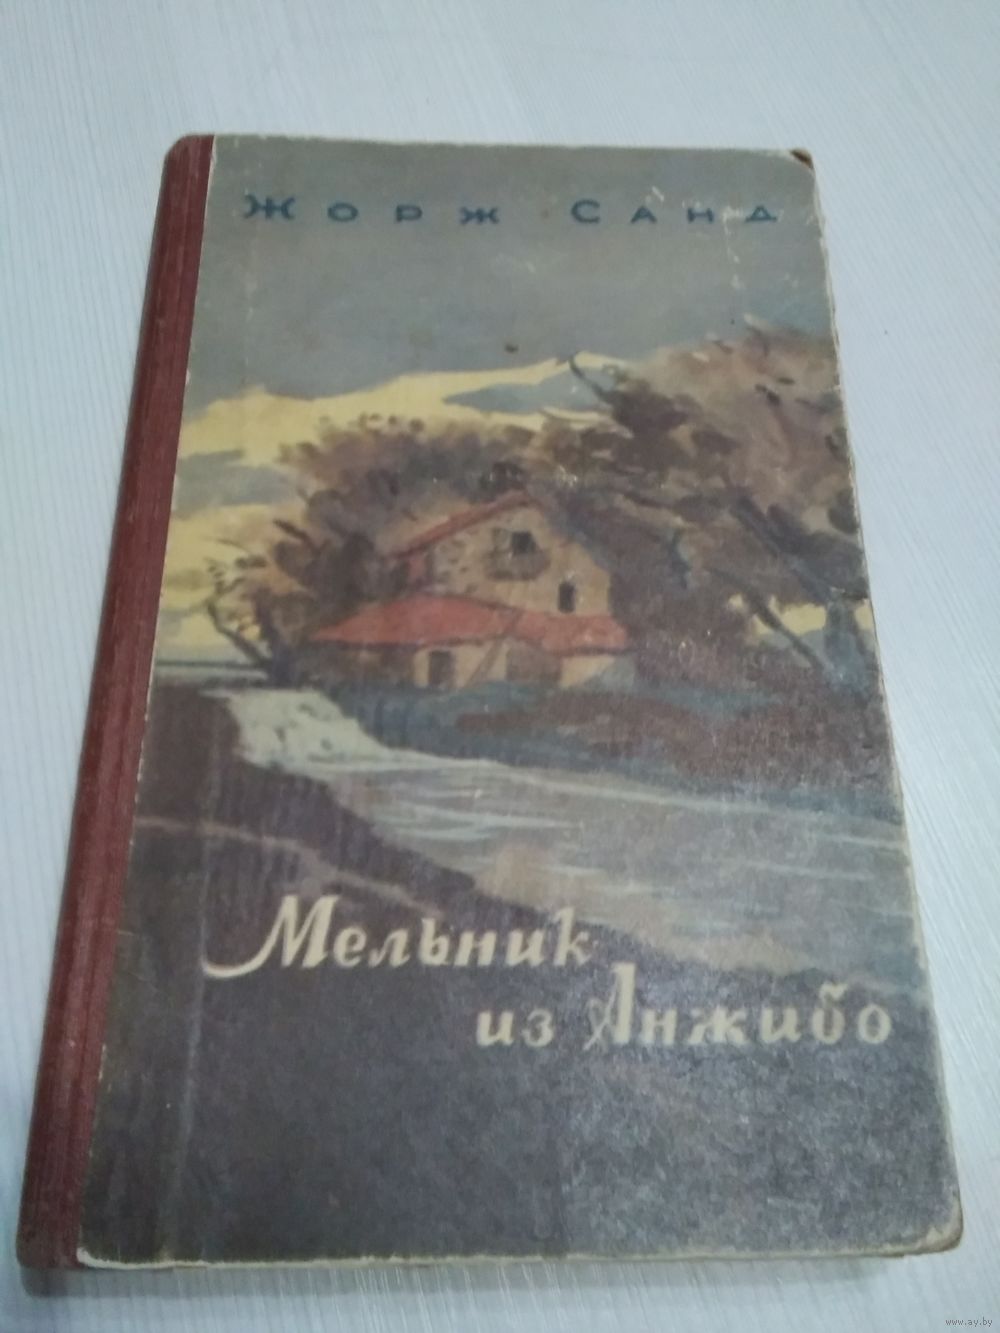 Жорж Санд
Мельник
из Анжибо
www.ay.by